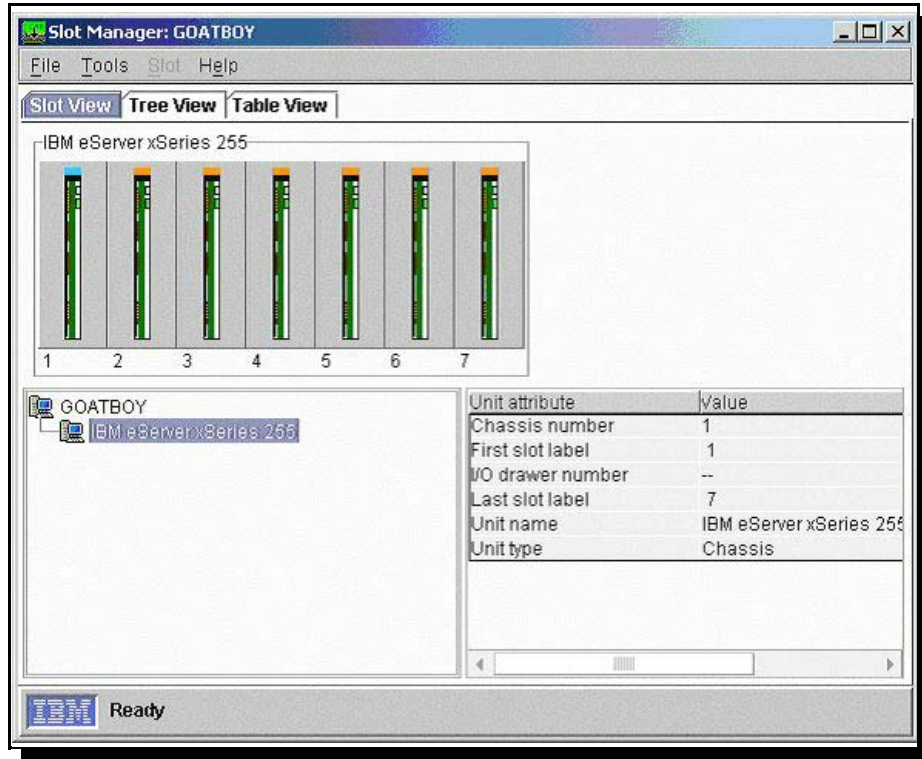 Slot Manager: GOATBOY
File Tools Slot Help
Slot View Tree View Table View
IBM eServer xSeries 255
1 2 3 4 5 6 7
GOATBOY
IBM eServer xSeries 255
Unit attribute Value
Chassis number 1
First slot label 1
I/O drawer number --
Last slot label 7
Unit name IBM eServer xSeries 255
Unit type Chassis
IBM Ready